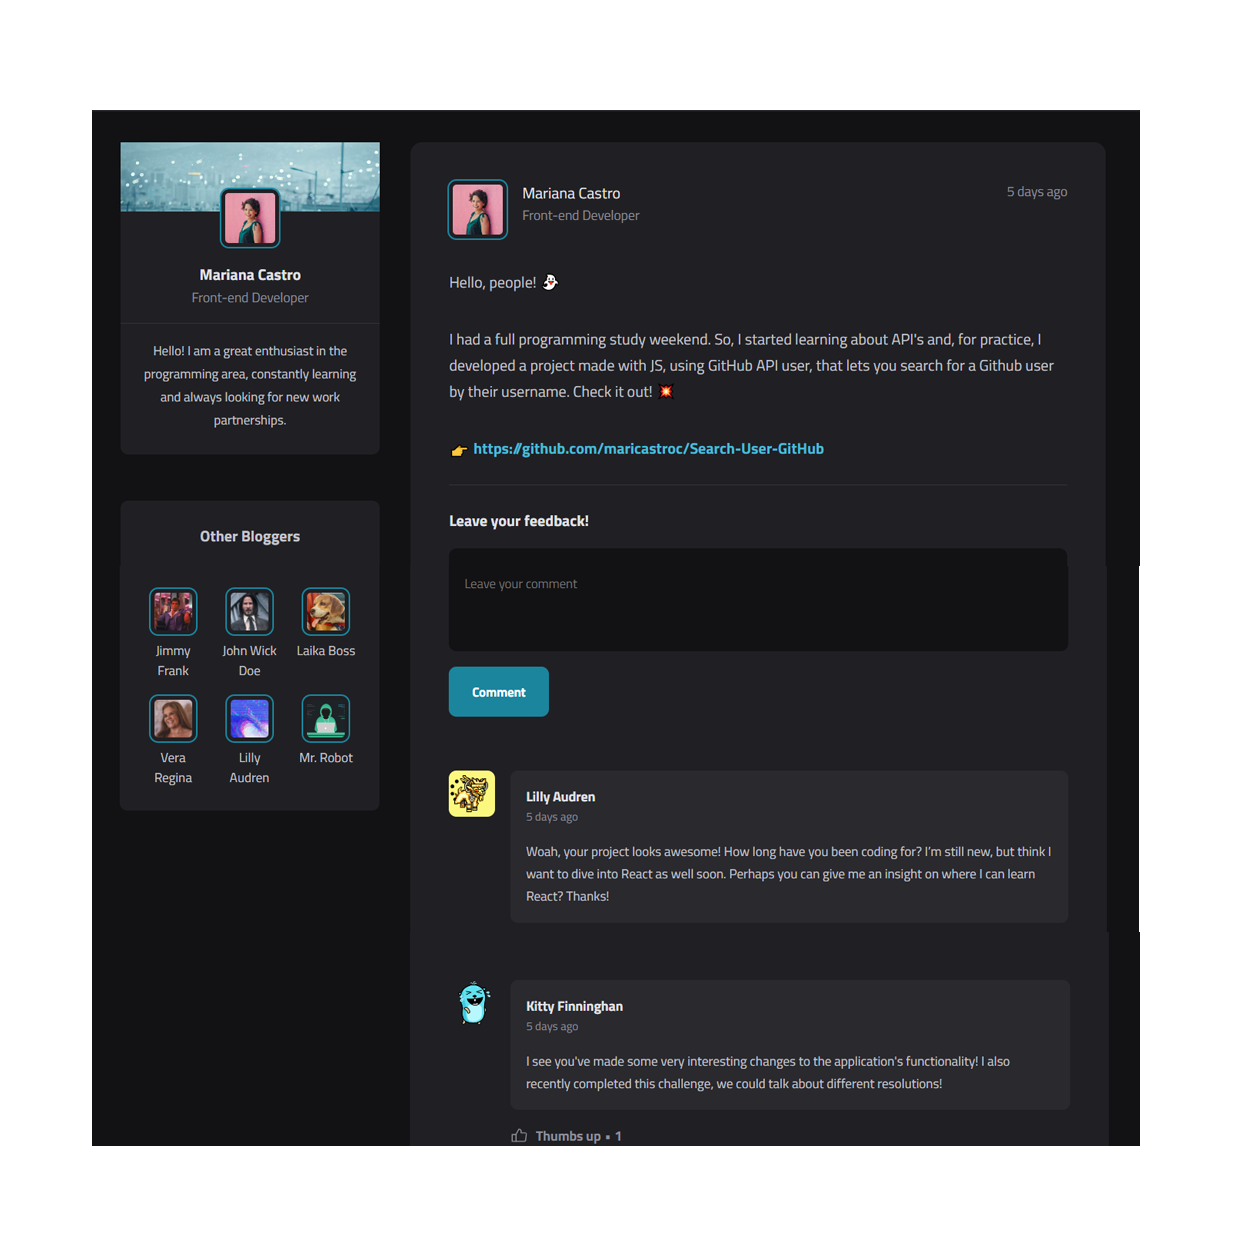 Mariana Castro
Front-end Developer
Hello! I am a great enthusiast in the
programming area, constantly learning
and always looking for new work
partnerships.
Other Bloggers
Jimmy
Frank
John Wick
Doe
Laika Boss
Vera
Regina
Lilly
Audren
Mr. Robot
Mariana Castro
Front-end Developer
5 days ago
Hello, people! 👻
I had a full programming study weekend. So, I started learning about API's and, for practice, I
developed a project made with JS, using GitHub API user, that lets you search for a Github user
by their username. Check it out! 💥
👉 https://github.com/maricastroc/Search-User-GitHub
Leave your feedback!
Leave your comment
Comment
Lilly Audren
5 days ago
Woah, your project looks awesome! How long have you been coding for? I'm still new, but think I
want to dive into React as well soon. Perhaps you can give me an insight on where I can learn
React? Thanks!
Kitty Finninghan
5 days ago
I see you've made some very interesting changes to the application's functionality! I also
recently completed this challenge, we could talk about different resolutions!
Thumbs up • 1